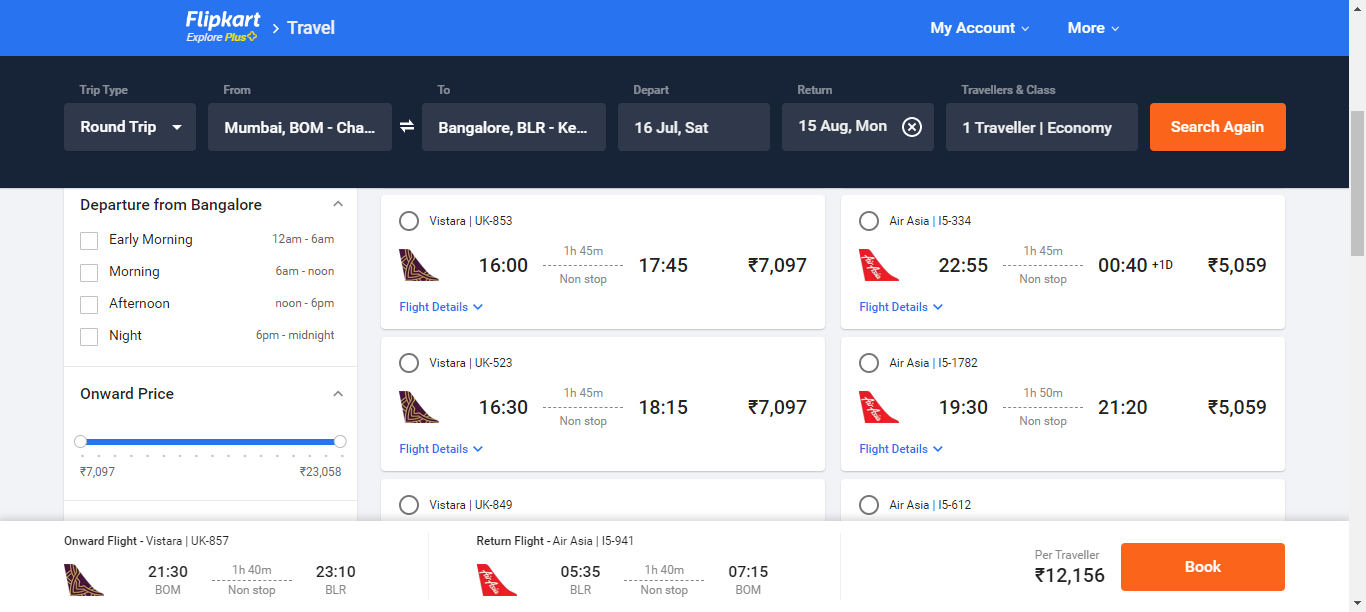 Flipkart
Explore Plus
Travel
My Account
More
Trip Type
From
To
Depart
Return
Travellers & Class
Round Trip
Mumbai, BOM - Cha...
Bangalore, BLR - Ke...
16 Jul, Sat
15 Aug, Mon
1 Traveller | Economy
Search Again
Departure from Bangalore
Early Morning 12am - 6am
Morning 6am - noon
Afternoon noon - 6pm
Night 6pm - midnight
Onward Price
₹7,097 ₹23,058
Vistara | UK-853
1h 45m
16:00 17:45 ₹7,097
Non stop
Flight Details
Vistara | UK-523
1h 45m
16:30 18:15 ₹7,097
Non stop
Flight Details
Vistara | UK-849
Air Asia | I5-334
1h 45m
AirAsia 22:55 00:40 +1D ₹5,059
Non stop
Flight Details
Air Asia | I5-1782
1h 50m
AirAsia 19:30 21:20 ₹5,059
Non stop
Flight Details
Air Asia | I5-612
Onward Flight - Vistara | UK-857
21:30 1h 40m 23:10
BOM Non stop BLR
Return Flight - Air Asia | I5-941
AirAsia 05:35 1h 40m 07:15
BLR Non stop BOM
Per Traveller
₹12,156
Book